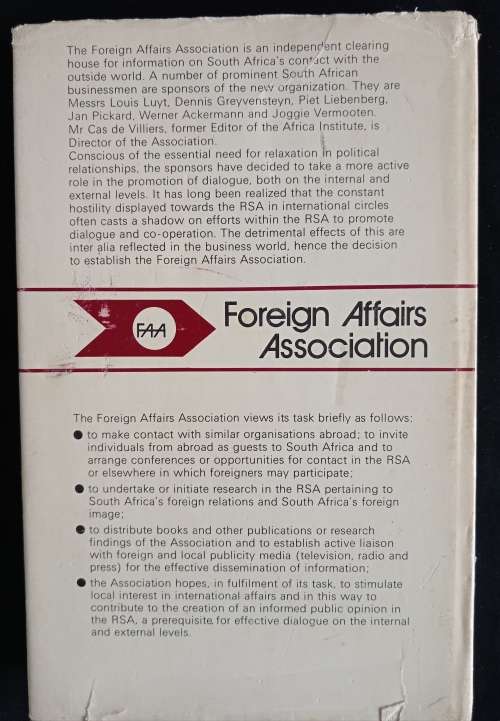 The Foreign Affairs Association is an independent clearing
house for information on South Africa's contact with the
outside world. A number of prominent South African
businessmen are sponsors of the new organization. They are
Messrs Louis Luyt, Dennis Greyvensteyn, Piet Liebenberg,
Jan Pickard, Werner Ackermann and Joggie Vermooten.
Mr Cas de Villiers, former Editor of the Africa Institute, is
Director of the Association.
Conscious of the essential need for relaxation in political
relationships, the sponsors have decided to take a more active
role in the promotion of dialogue, both on the internal and
external levels. It has long been realized that the constant
hostility displayed towards the RSA in international circles
often casts a shadow on efforts within the RSA to promote
dialogue and co-operation. The detrimental effects of this are
inter alia reflected in the business world, hence the decision
to establish the Foreign Affairs Association.
FAA
Foreign Affairs
Association
The Foreign Affairs Association views its task briefly as follows:
● to make contact with similar organisations abroad; to invite
individuals from abroad as guests to South Africa and to
arrange conferences or opportunities for contact in the RSA
or elsewhere in which foreigners may participate;
● to undertake or initiate research in the RSA pertaining to
South Africa's foreign relations and South Africa's foreign
image;
● to distribute books and other publications or research
findings of the Association and to establish active liaison
with foreign and local publicity media (television, radio and
press) for the effective dissemination of information;
● the Association hopes, in fulfilment of its task, to stimulate
local interest in international affairs and in this way to
contribute to the creation of an informed public opinion in
the RSA, a prerequisite for effective dialogue on the internal
and external levels.